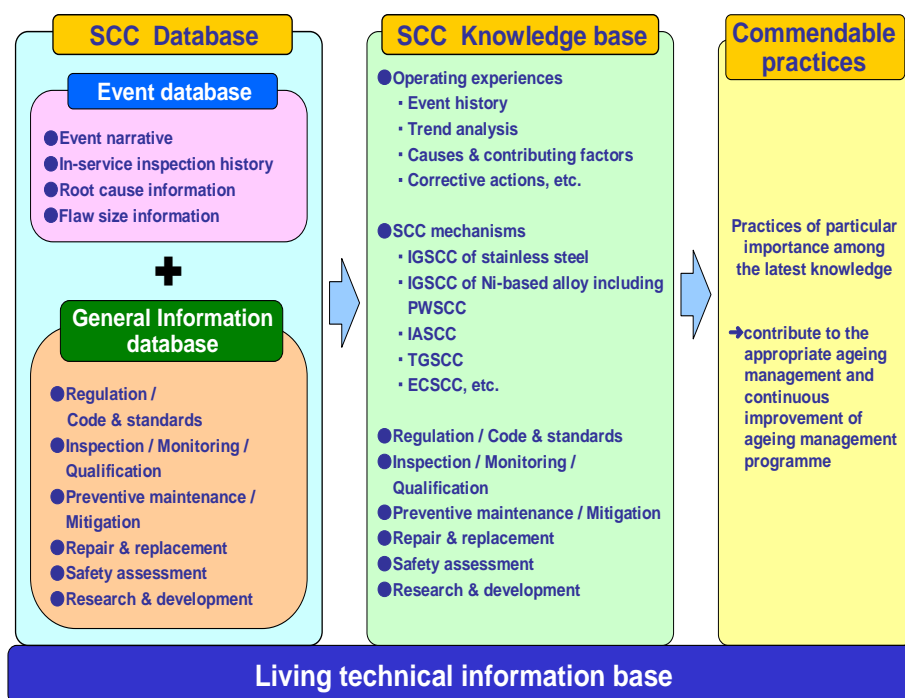 SCC Database
Event database
●Event narrative
●In-service inspection history
●Root cause information
●Flaw size information
+
General Information
database
●Regulation /
Code & standards
●Inspection / Monitoring /
Qualification
●Preventive maintenance /
Mitigation
●Repair & replacement
●Safety assessment
●Research & development
SCC Knowledge base
●Operating experiences
・Event history
・Trend analysis
・Causes & contributing factors
・Corrective actions, etc.
●SCC mechanisms
・IGSCC of stainless steel
・IGSCC of Ni-based alloy including
PWSCC
・IASCC
・TGSCC
・ECSCC, etc.
●Regulation / Code & standards
●Inspection / Monitoring /
Qualification
●Preventive maintenance / Mitigation
●Repair & replacement
●Safety assessment
●Research & development
Commendable
practices
Practices of particular
importance among
the latest knowledge
➔contribute to the
appropriate ageing
management and
continuous
improvement of
ageing management
programme
Living technical information base